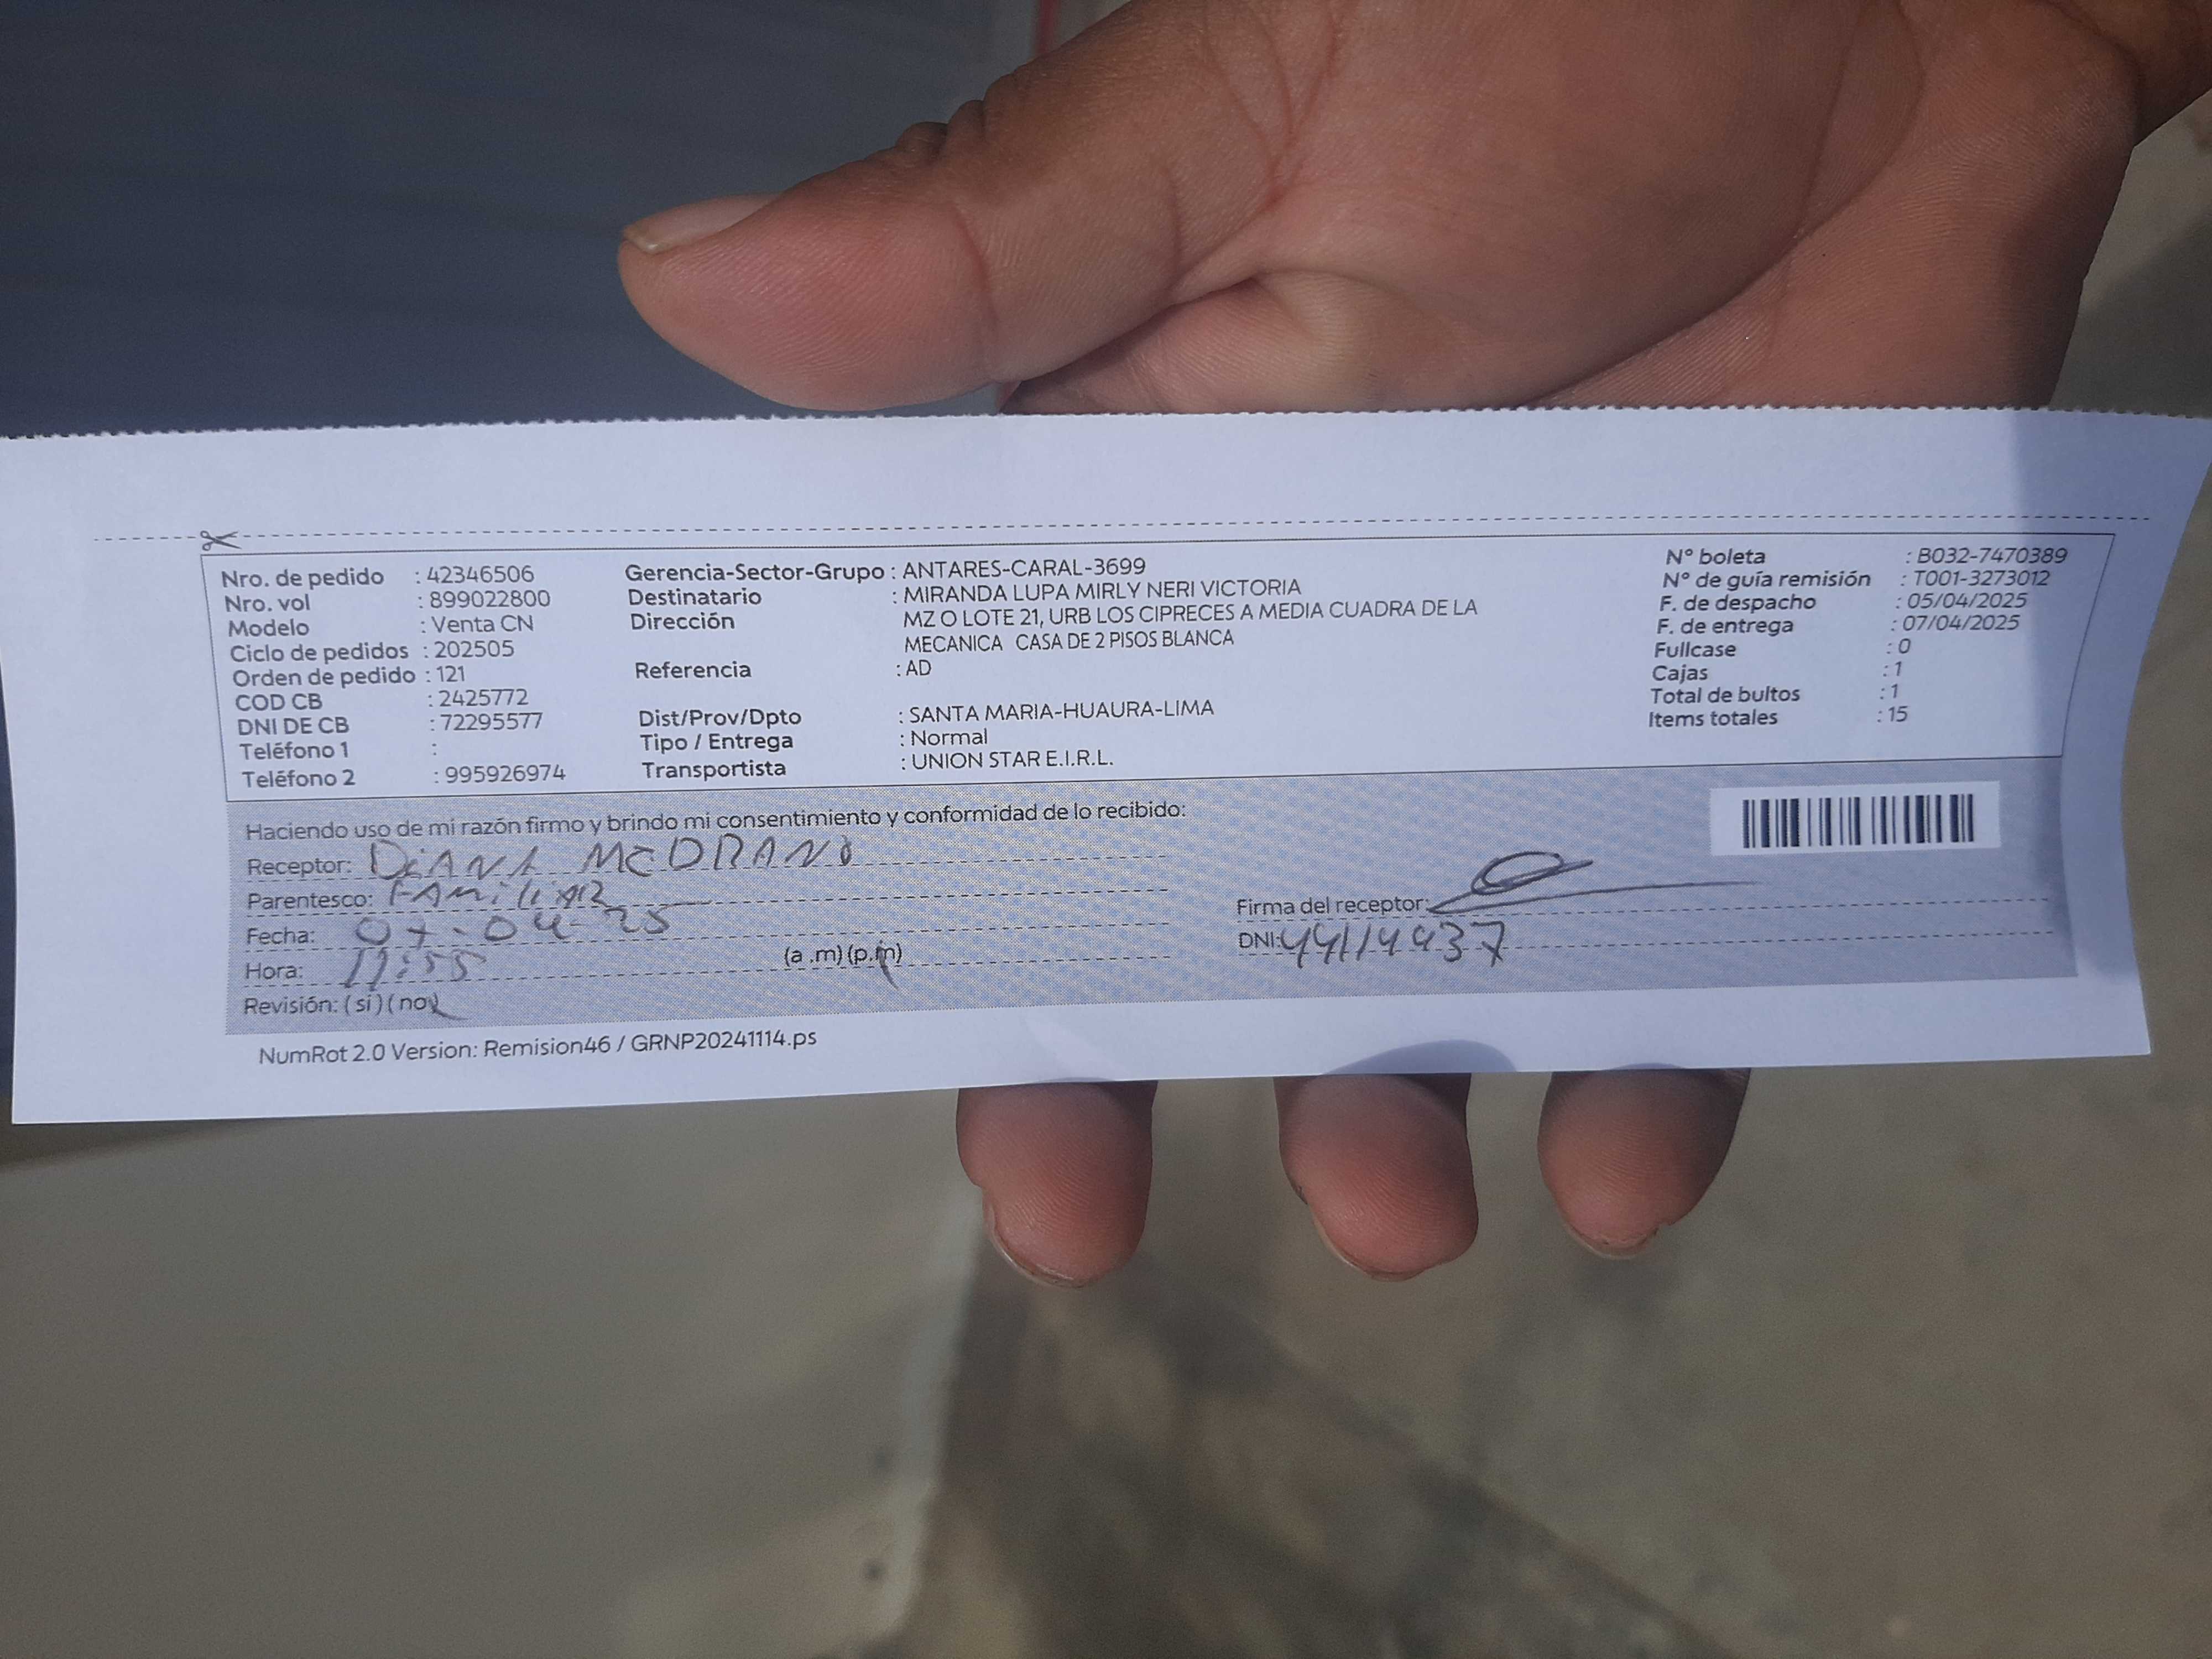 Nro. de pedido : 42346506
Nro. vol : 899022800
Modelo : Venta CN
Ciclo de pedidos : 202505
Orden de pedido : 121
COD CB : 2425772
DNI DE CB : 72295577
Teléfono 1 :
Teléfono 2 : 995926974
Gerencia-Sector-Grupo : ANTARES-CARAL-3699
Destinatario : MIRANDA LUPA MIRLY NERI VICTORIA
Dirección MZ O LOTE 21, URB LOS CIPRECES A MEDIA CUADRA DE LA
MECANICA CASA DE 2 PISOS BLANCA
Referencia : AD
Dist/Prov/Dpto : SANTA MARIA-HUAURA-LIMA
Tipo / Entrega : Normal
Transportista : UNION STAR E.I.R.L.
N° boleta : B032-7470389
N° de guía remisión : T001-3273012
F. de despacho : 05/04/2025
F. de entrega : 07/04/2025
Fullcase : 0
Cajas : 1
Total de bultos : 1
Items totales : 15
Haciendo uso de mi razón firmo y brindo mi consentimiento y conformidad de lo recibido:
Receptor: DiANA MEDRANO
Parentesco: FAMiliAR
Fecha: 07-04-25
Hora: 11:55 (a .m) (p.m)
Revisión: ( si ) ( no )
Firma del receptor:
DNI: 44114437
NumRot 2.0 Version: Remision46 / GRNP20241114.ps